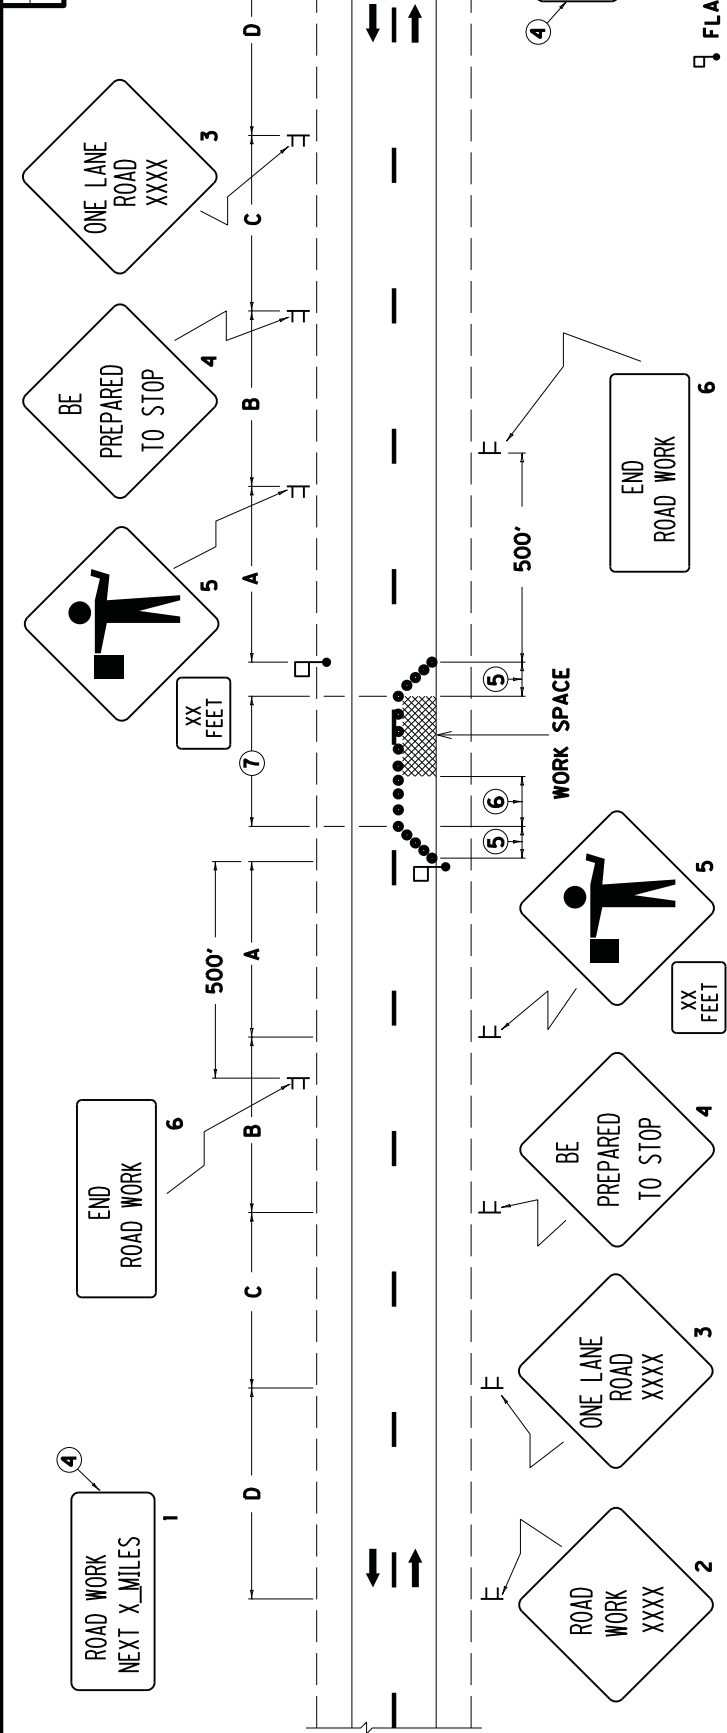 4
ROAD WORK
NEXT X_MILES
1
END
ROAD WORK
6
5
XX
FEET
BE
PREPARED
TO STOP
4
ONE LANE
ROAD
XXXX
3
500'
D
C
B
A
7
A
B
C
D
5
6
5
500'
WORK SPACE
ROAD
WORK
XXXX
2
ONE LANE
ROAD
XXXX
3
BE
PREPARED
TO STOP
4
XX
FEET
5
END
ROAD WORK
6
4
FLA